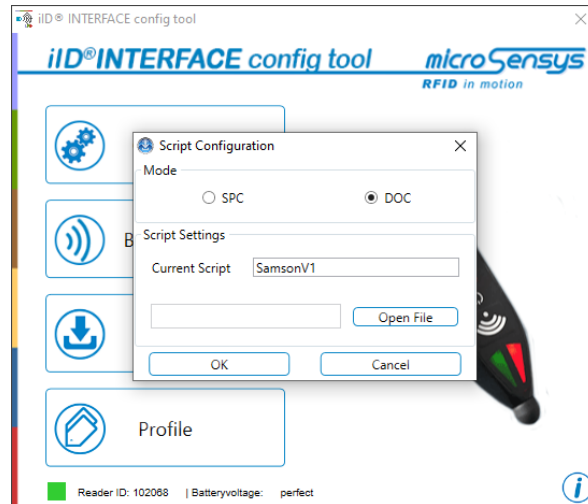 iID® INTERFACE config tool
iID®INTERFACE config tool
microSensys
RFID in motion
Script Configuration
Mode
SPC
DOC
B
Script Settings
Current Script
SamsonV1
Open File
OK
Cancel
Profile
Reader ID: 102068 | Batteryvoltage: perfect
i